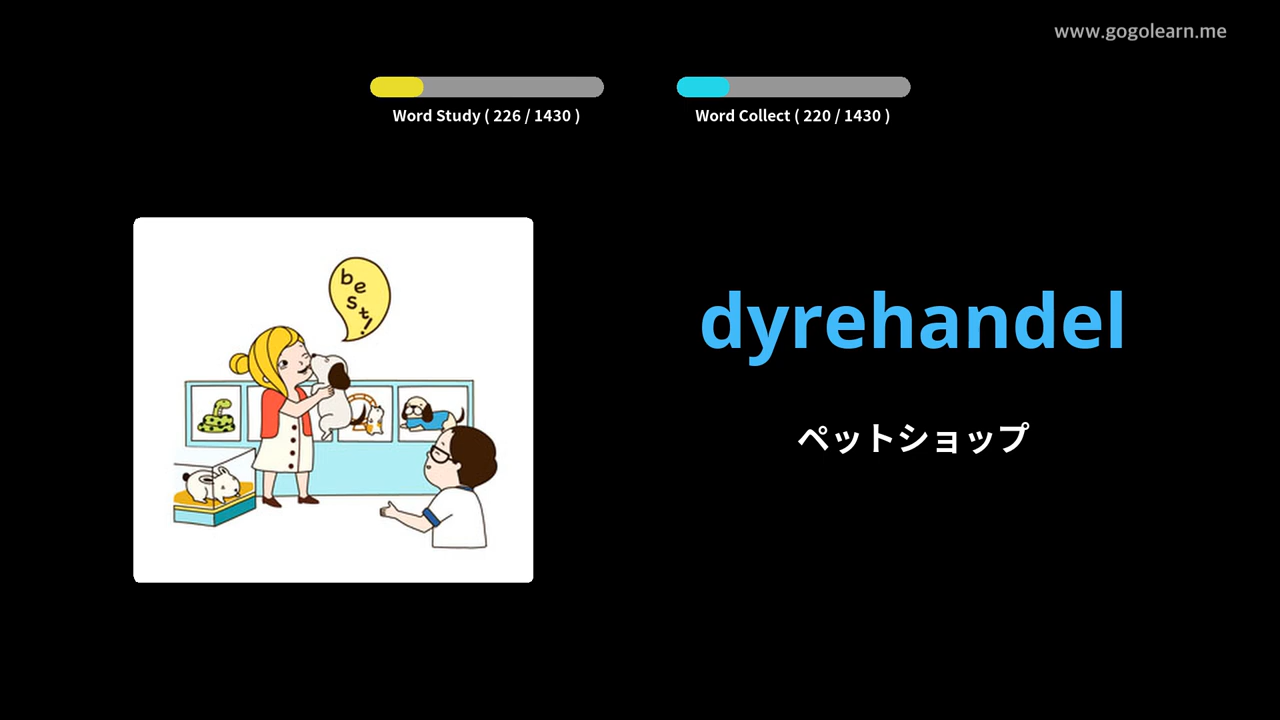 www.gogolearn.me
Word Study ( 226 / 1430 )
Word Collect ( 220 / 1430 )
best!
dyrehandel
ペットショップ